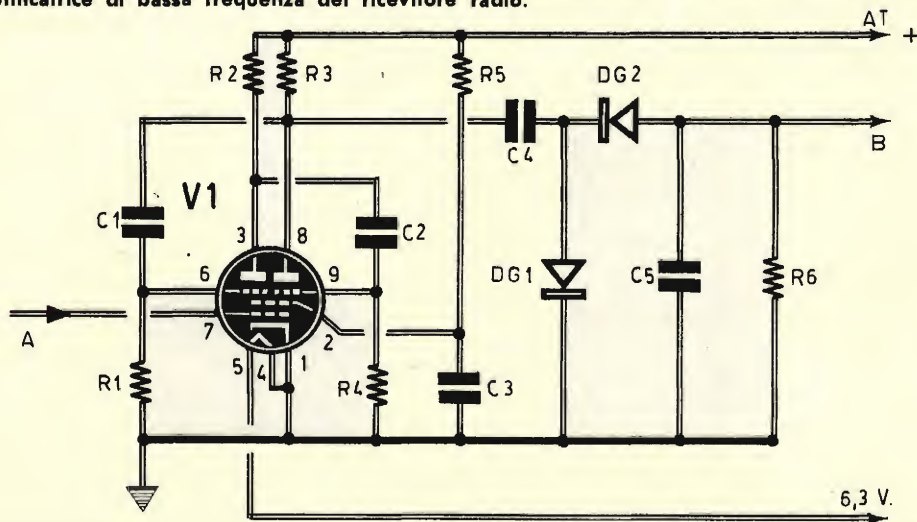 di bassa frequenza del ricevitore radio.
AT +
R2 R3 R5 DG2
C4 B
C1 V1 C2
3 8
6 9
DG1 C5 R6
A 7 2
5 4 1
R1 R4 C3
6,3 V.